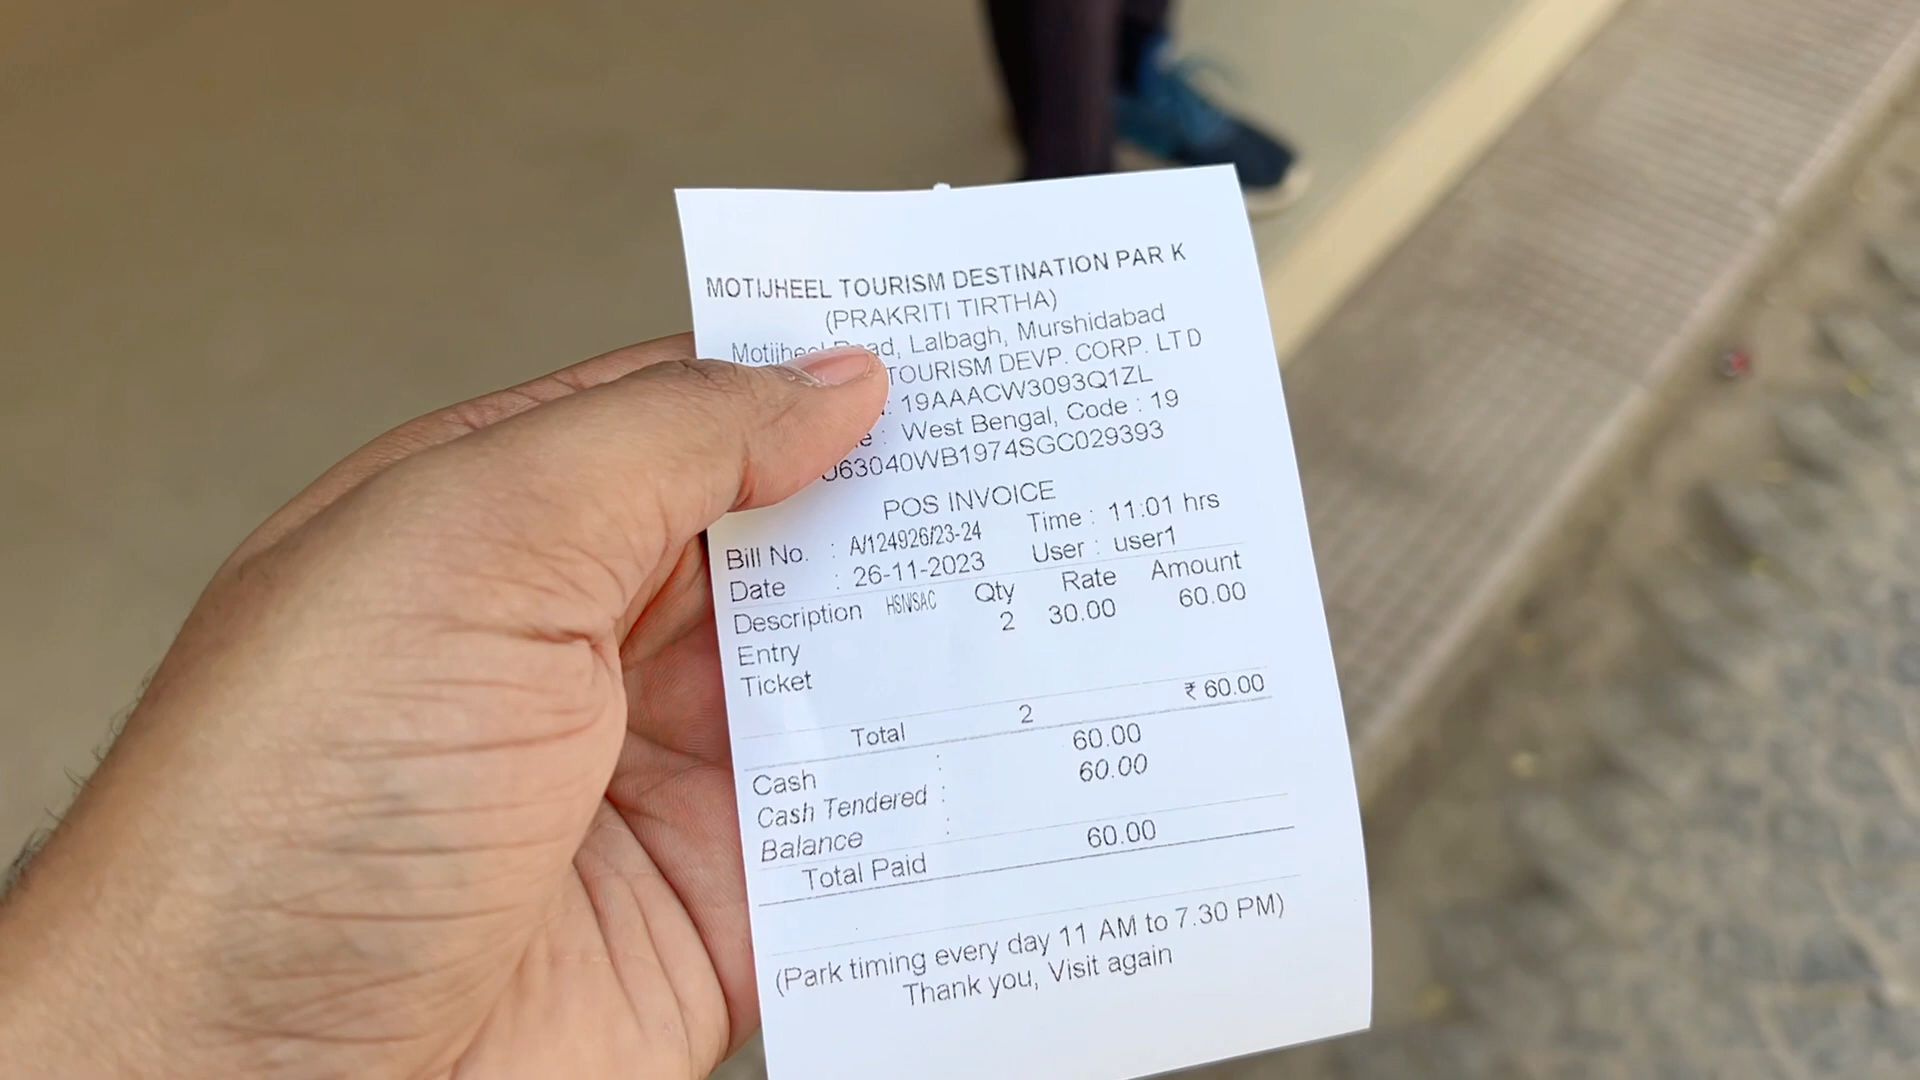 MOTIJHEEL TOURISM DESTINATION PAR K
(PRAKRITI TIRTHA)
Motijheel Road, Lalbagh, Murshidabad
TOURISM DEVP. CORP. LTD
: 19AAACW3093Q1ZL
: West Bengal, Code : 19
63040WB1974SGC029393
POS INVOICE
Bill No. : A/124926/23-24 Time : 11:01 hrs
Date : 26-11-2023 User : user1
Description HSN/SAC Qty Rate Amount
Entry Ticket 2 30.00 60.00
Total 2 ₹ 60.00
Cash : 60.00
Cash Tendered : 60.00
Balance :
Total Paid 60.00
(Park timing every day 11 AM to 7.30 PM)
Thank you, Visit again